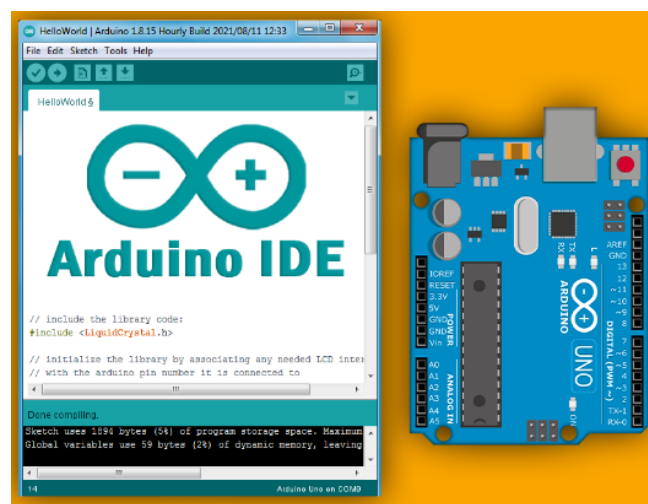 HelloWorld | Arduino 1.8.15 Hourly Build 2021/08/11 12:33
File Edit Sketch Tools Help
HelloWorld §
Arduino IDE
// include the library code:
#include <LiquidCrystal.h>
// initialize the library by associating any needed LCD inter
// with the arduino pin number it is connected to
Done compiling.
Sketch uses 1894 bytes (5%) of program storage space. Maximum
Global variables use 59 bytes (2%) of dynamic memory, leaving
14
Arduino Uno on COM9
IOREF
RESET
3.3V
5V
GND
GND
Vin
POWER
A0
A1
A2
A3
A4
A5
ANALOG IN
RX
TX
L
ARDUINO
UNO
ON
AREF
GND
13
12
~11
~10
~9
8
7
~6
~5
4
~3
2
TX-1
RX-0
DIGITAL (PWM ~)